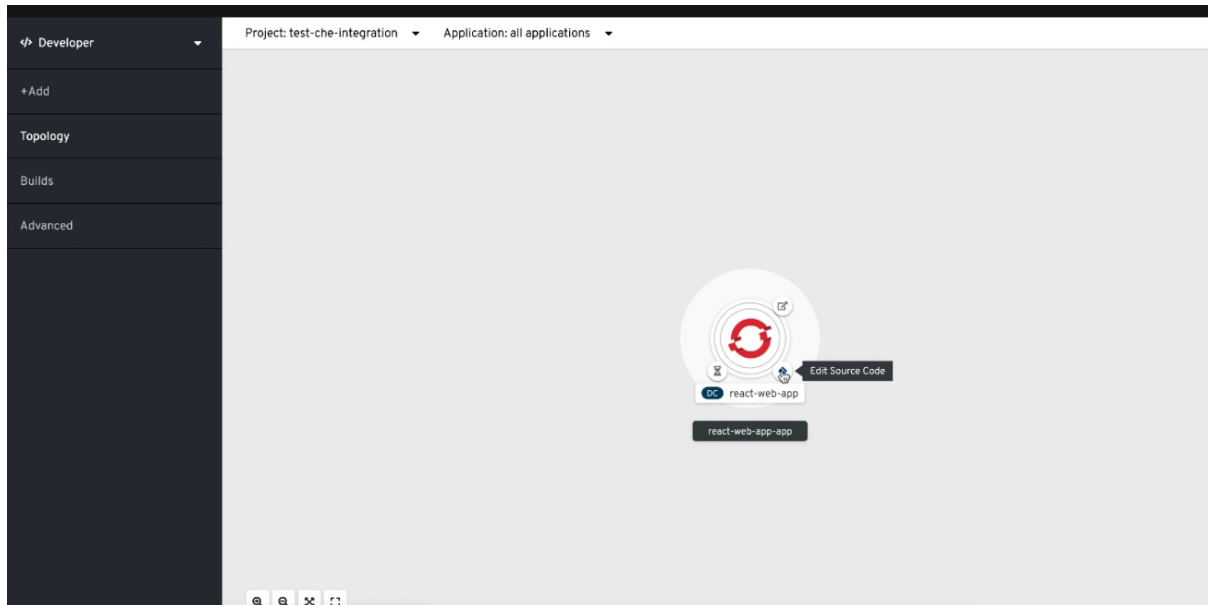 Developer
Project: test-che-integration
Application: all applications
+Add
Topology
Builds
Advanced
Edit Source Code
DC react-web-app
react-web-app-app